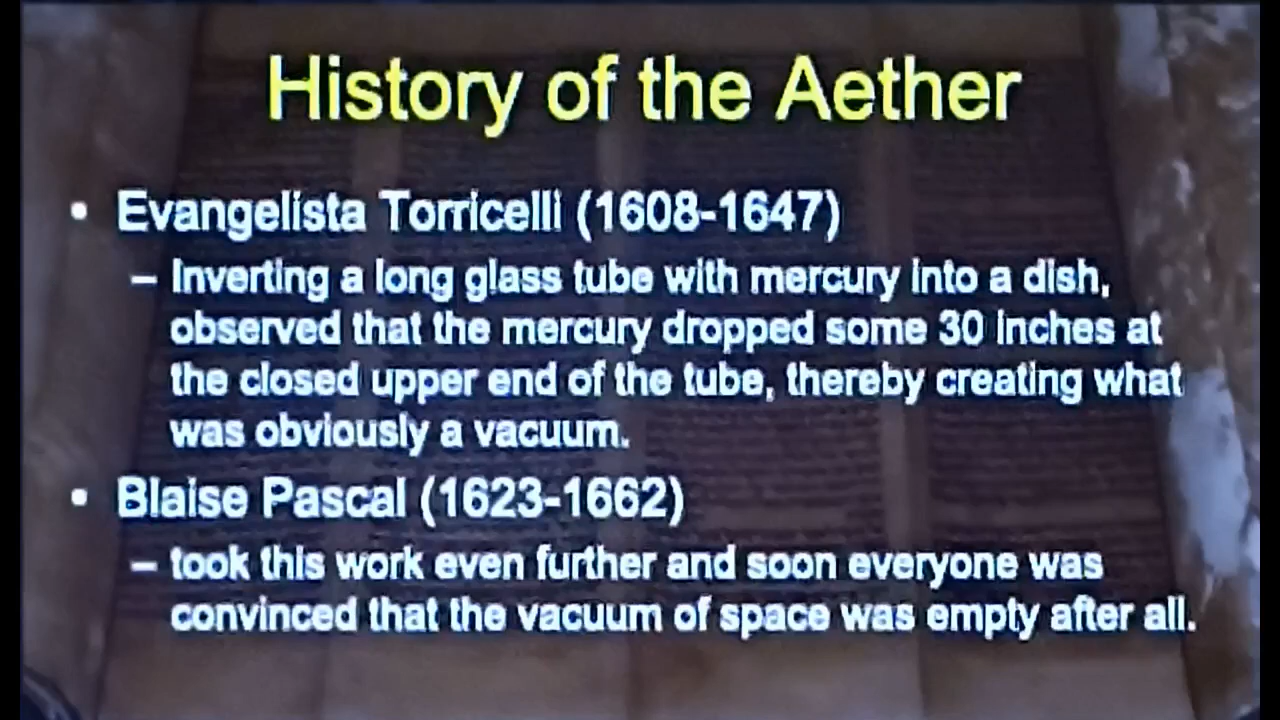 History of the Aether
• Evangelista Torricelli (1608-1647)
– Inverting a long glass tube with mercury into a dish,
observed that the mercury dropped some 30 inches at
the closed upper end of the tube, thereby creating what
was obviously a vacuum.
• Blaise Pascal (1623-1662)
– took this work even further and soon everyone was
convinced that the vacuum of space was empty after all.